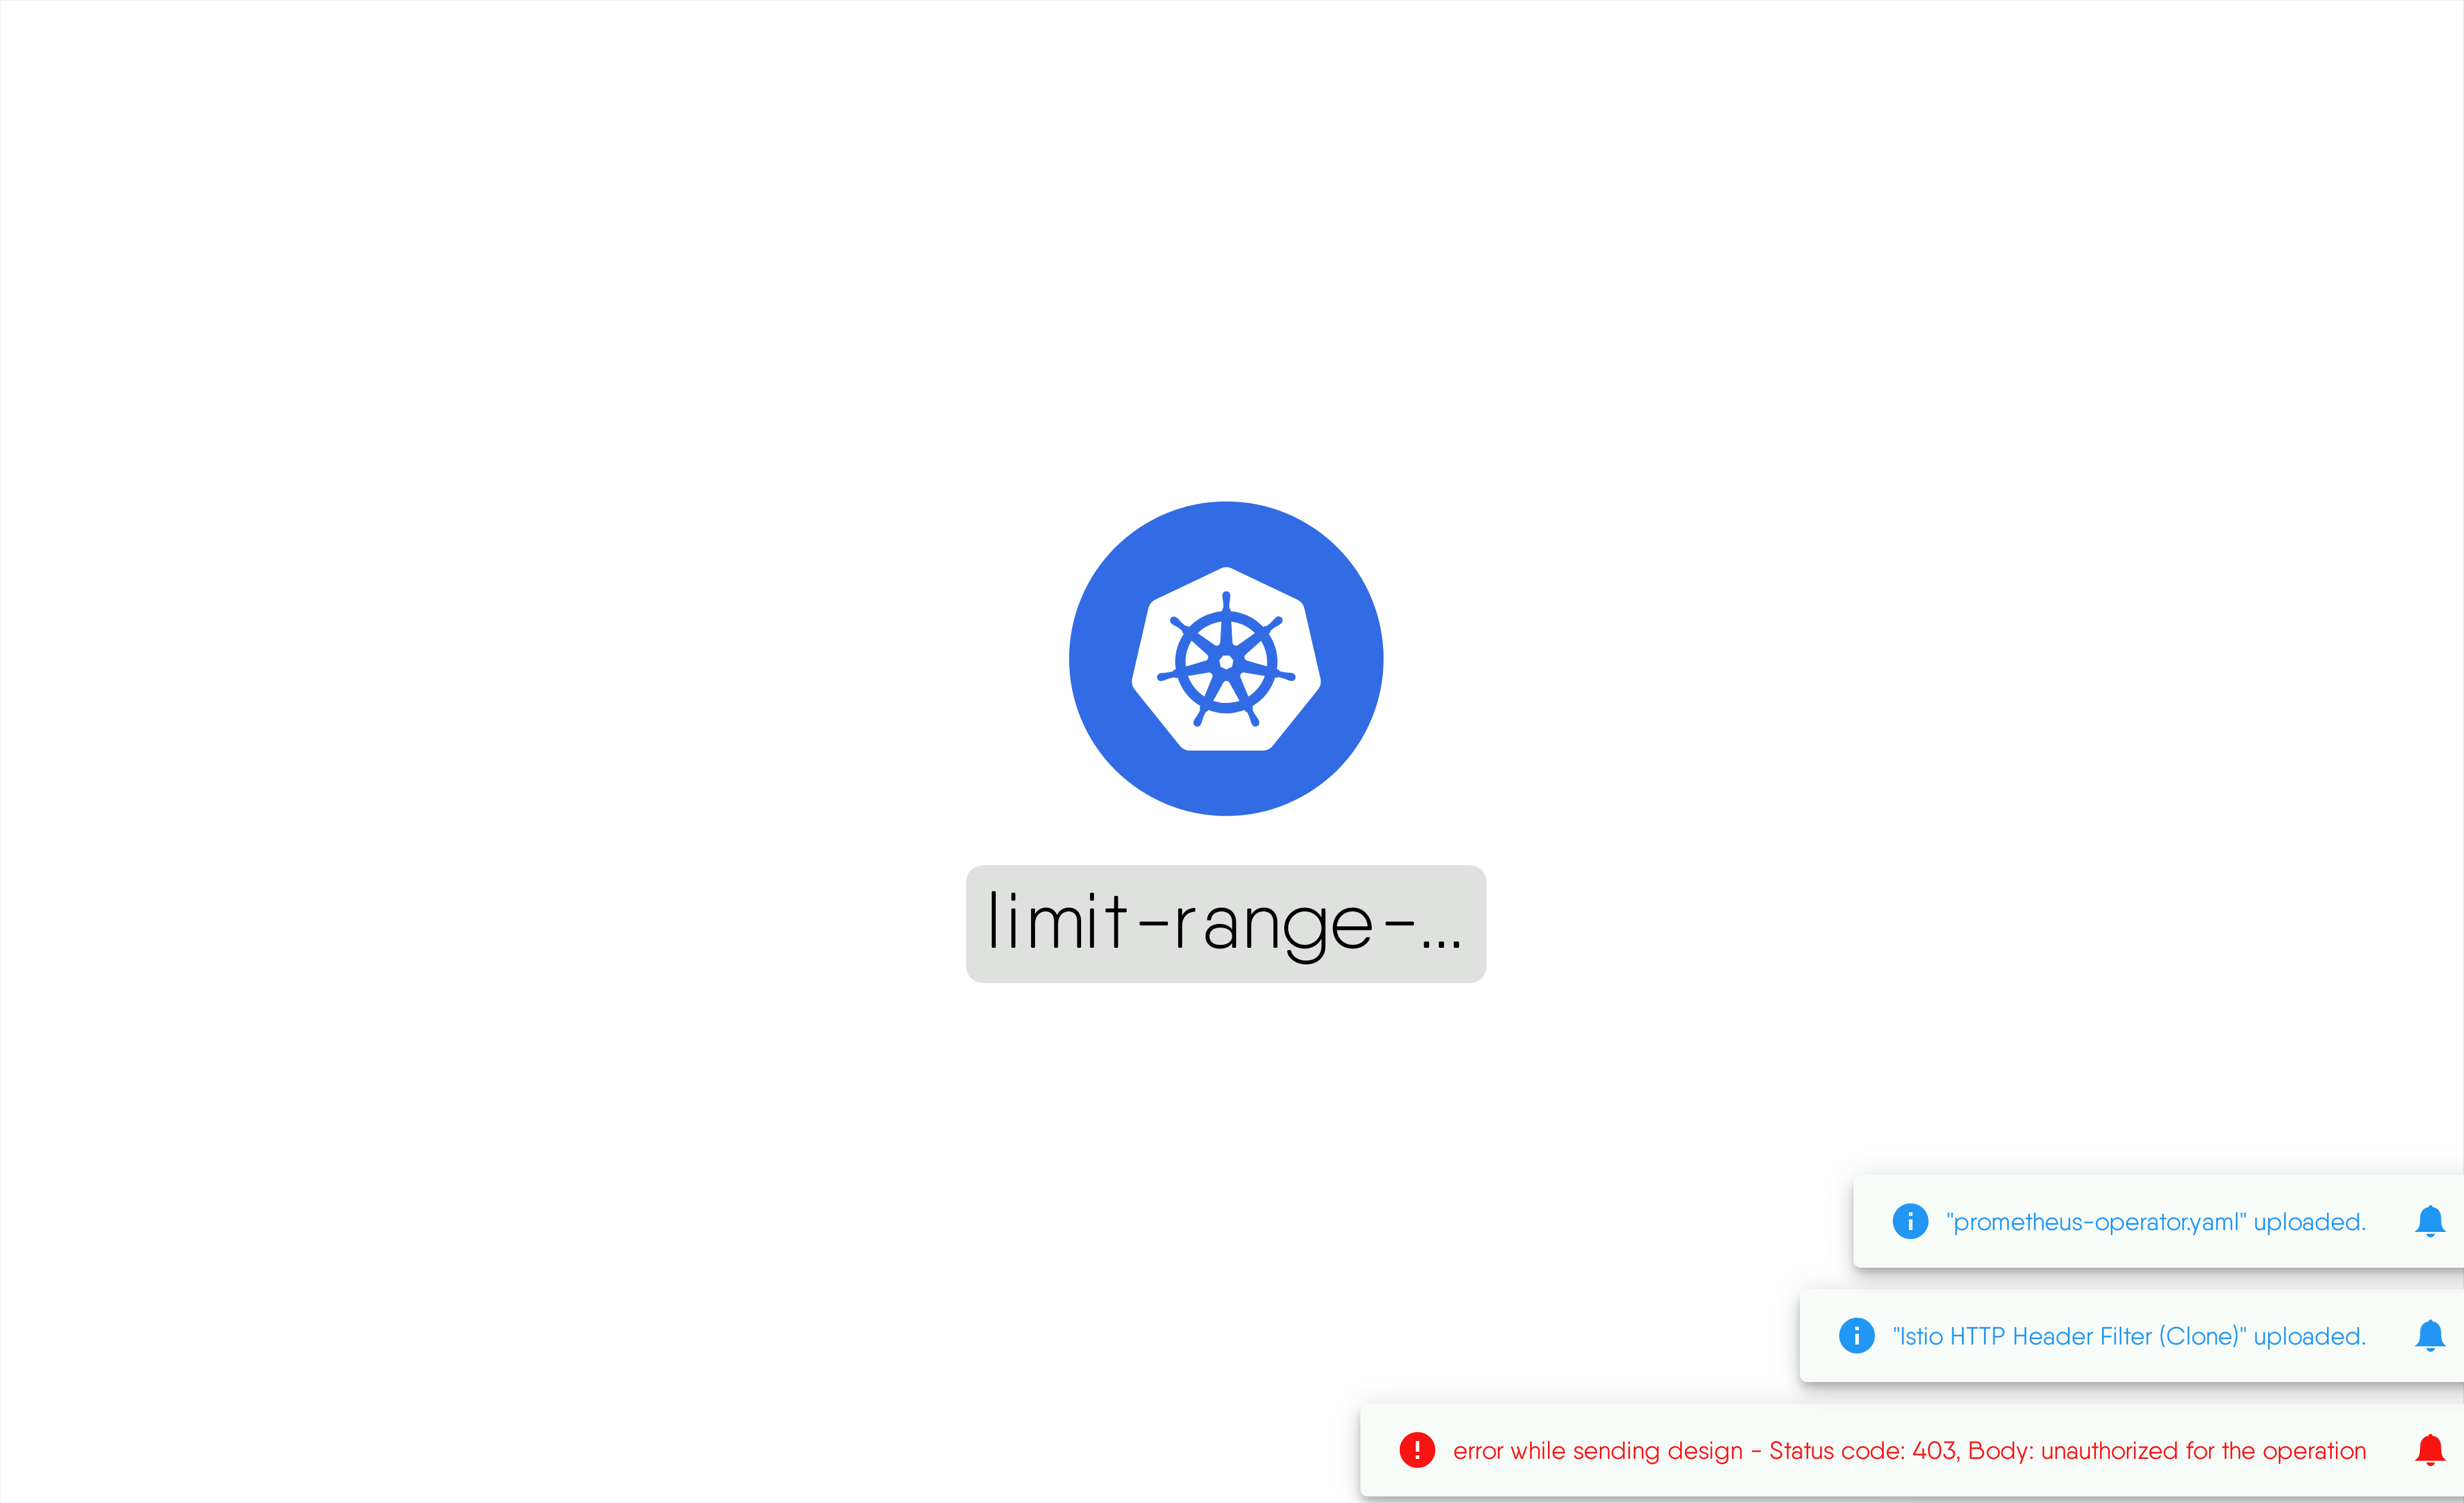 limit-range-...
"prometheus-operator.yaml" uploaded.
"Istio HTTP Header Filter (Clone)" uploaded.
error while sending design - Status code: 403, Body: unauthorized for the operation